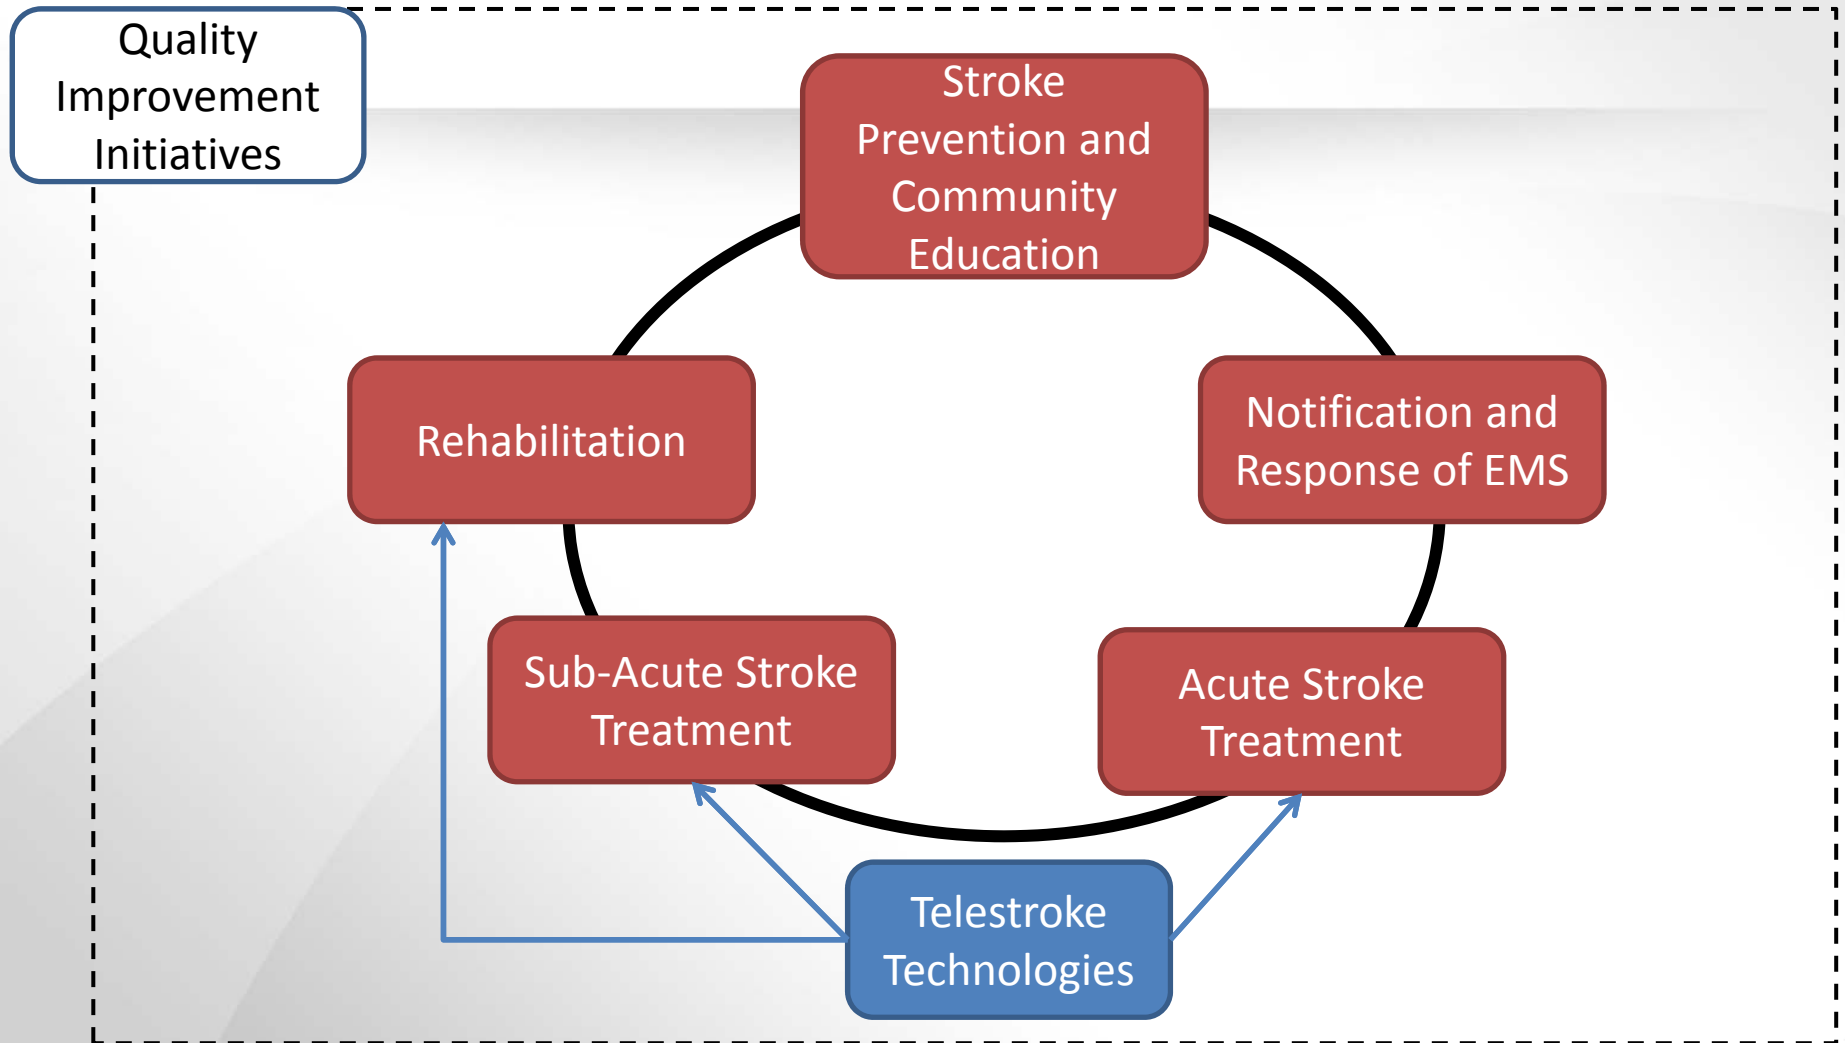 Quality
Improvement
Initiatives
Stroke
Prevention and
Community
Education
Rehabilitation
Notification and
Response of EMS
Sub-Acute Stroke
Treatment
Acute Stroke
Treatment
Telestroke
Technologies